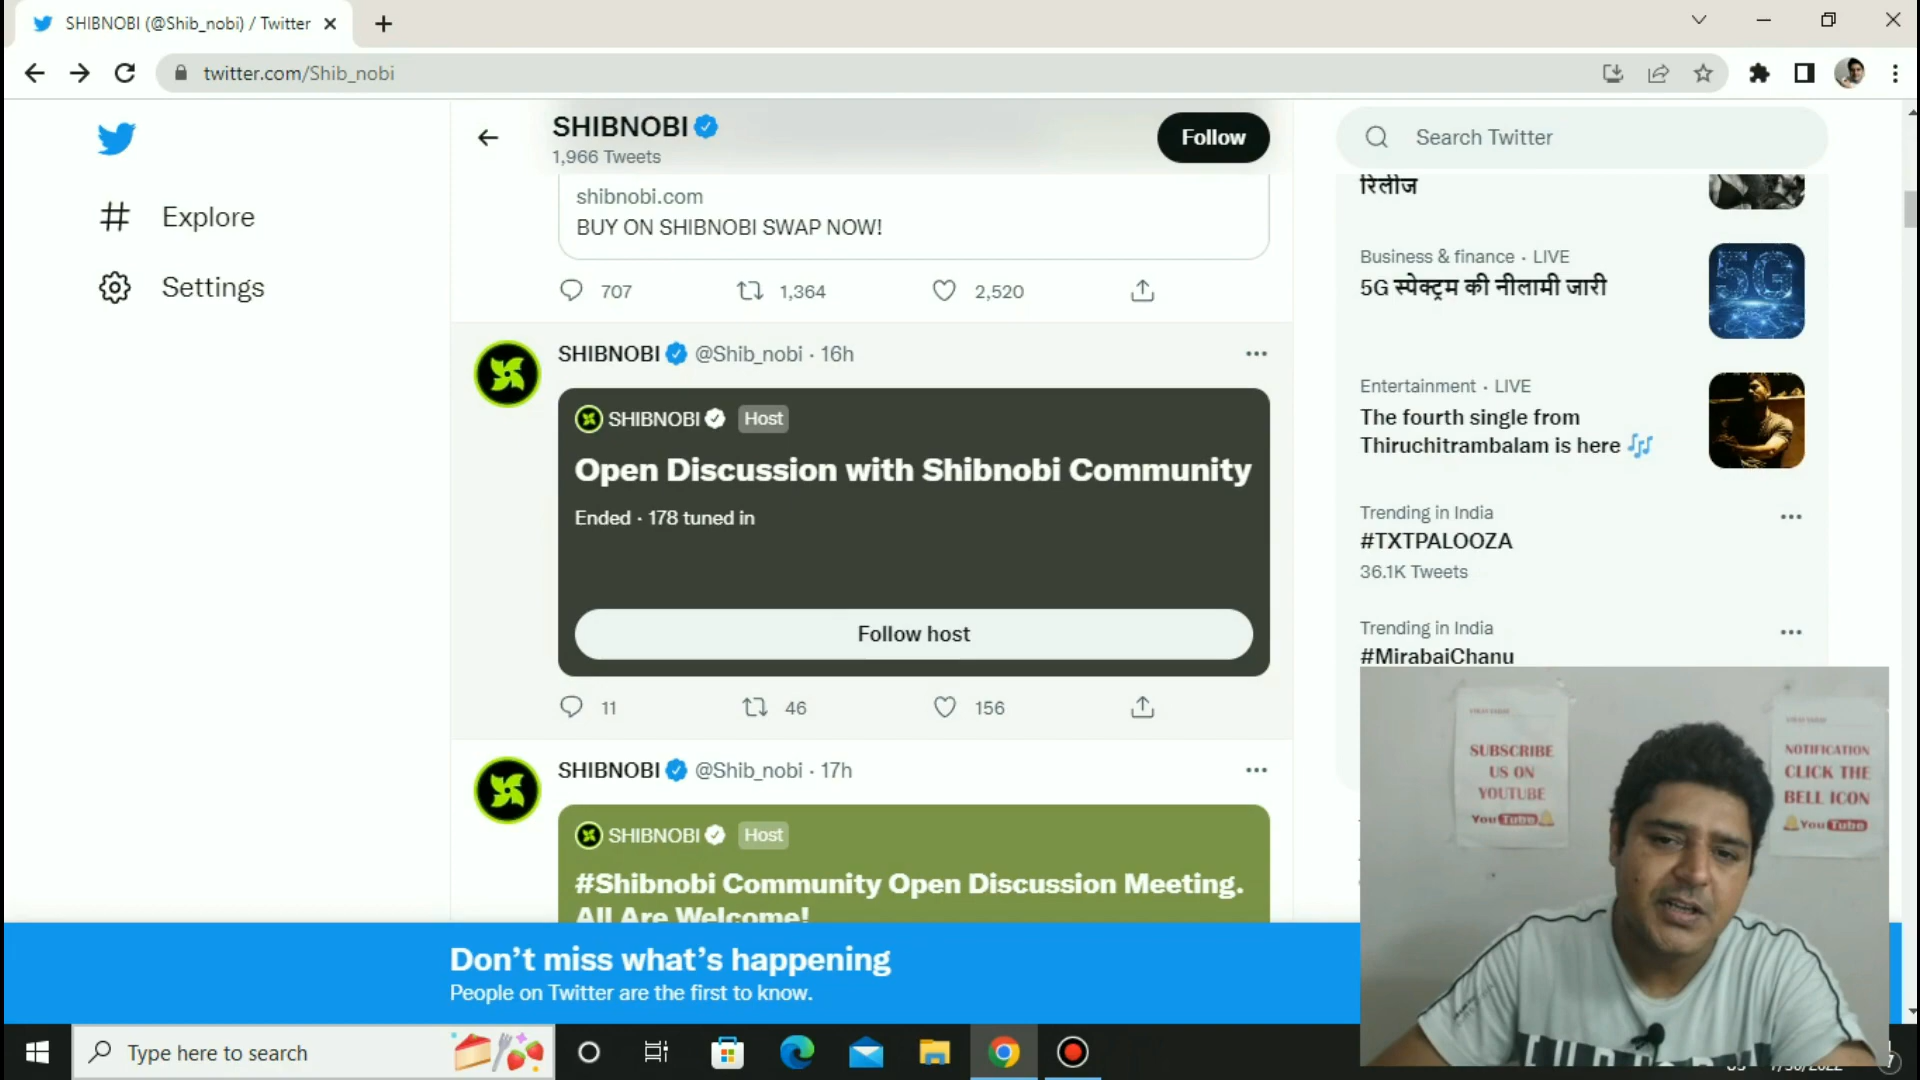 SHIBNOBI (@Shib_nobi) / Twitter
twitter.com/Shib_nobi
Explore
Settings
SHIBNOBI
1,966 Tweets
Follow
shibnobi.com
BUY ON SHIBNOBI SWAP NOW!
707 1,364 2,520
SHIBNOBI @Shib_nobi · 16h
SHIBNOBI Host
Open Discussion with Shibnobi Community
Ended · 178 tuned in
Follow host
11 46 156
SHIBNOBI @Shib_nobi · 17h
SHIBNOBI Host
#Shibnobi Community Open Discussion Meeting.
All Are Welcome!
Search Twitter
रिलीज
Business & finance · LIVE
5G स्पेक्ट्रम की नीलामी जारी
5G
Entertainment · LIVE
The fourth single from
Thiruchitrambalam is here
Trending in India
#TXTPALOOZA
36.1K Tweets
Trending in India
#MirabaiChanu
SUBSCRIBE
US ON
YOUTUBE
YouTube
NOTIFICATION
CLICK THE
BELL ICON
YouTube
Don’t miss what’s happening
People on Twitter are the first to know.
Type here to search